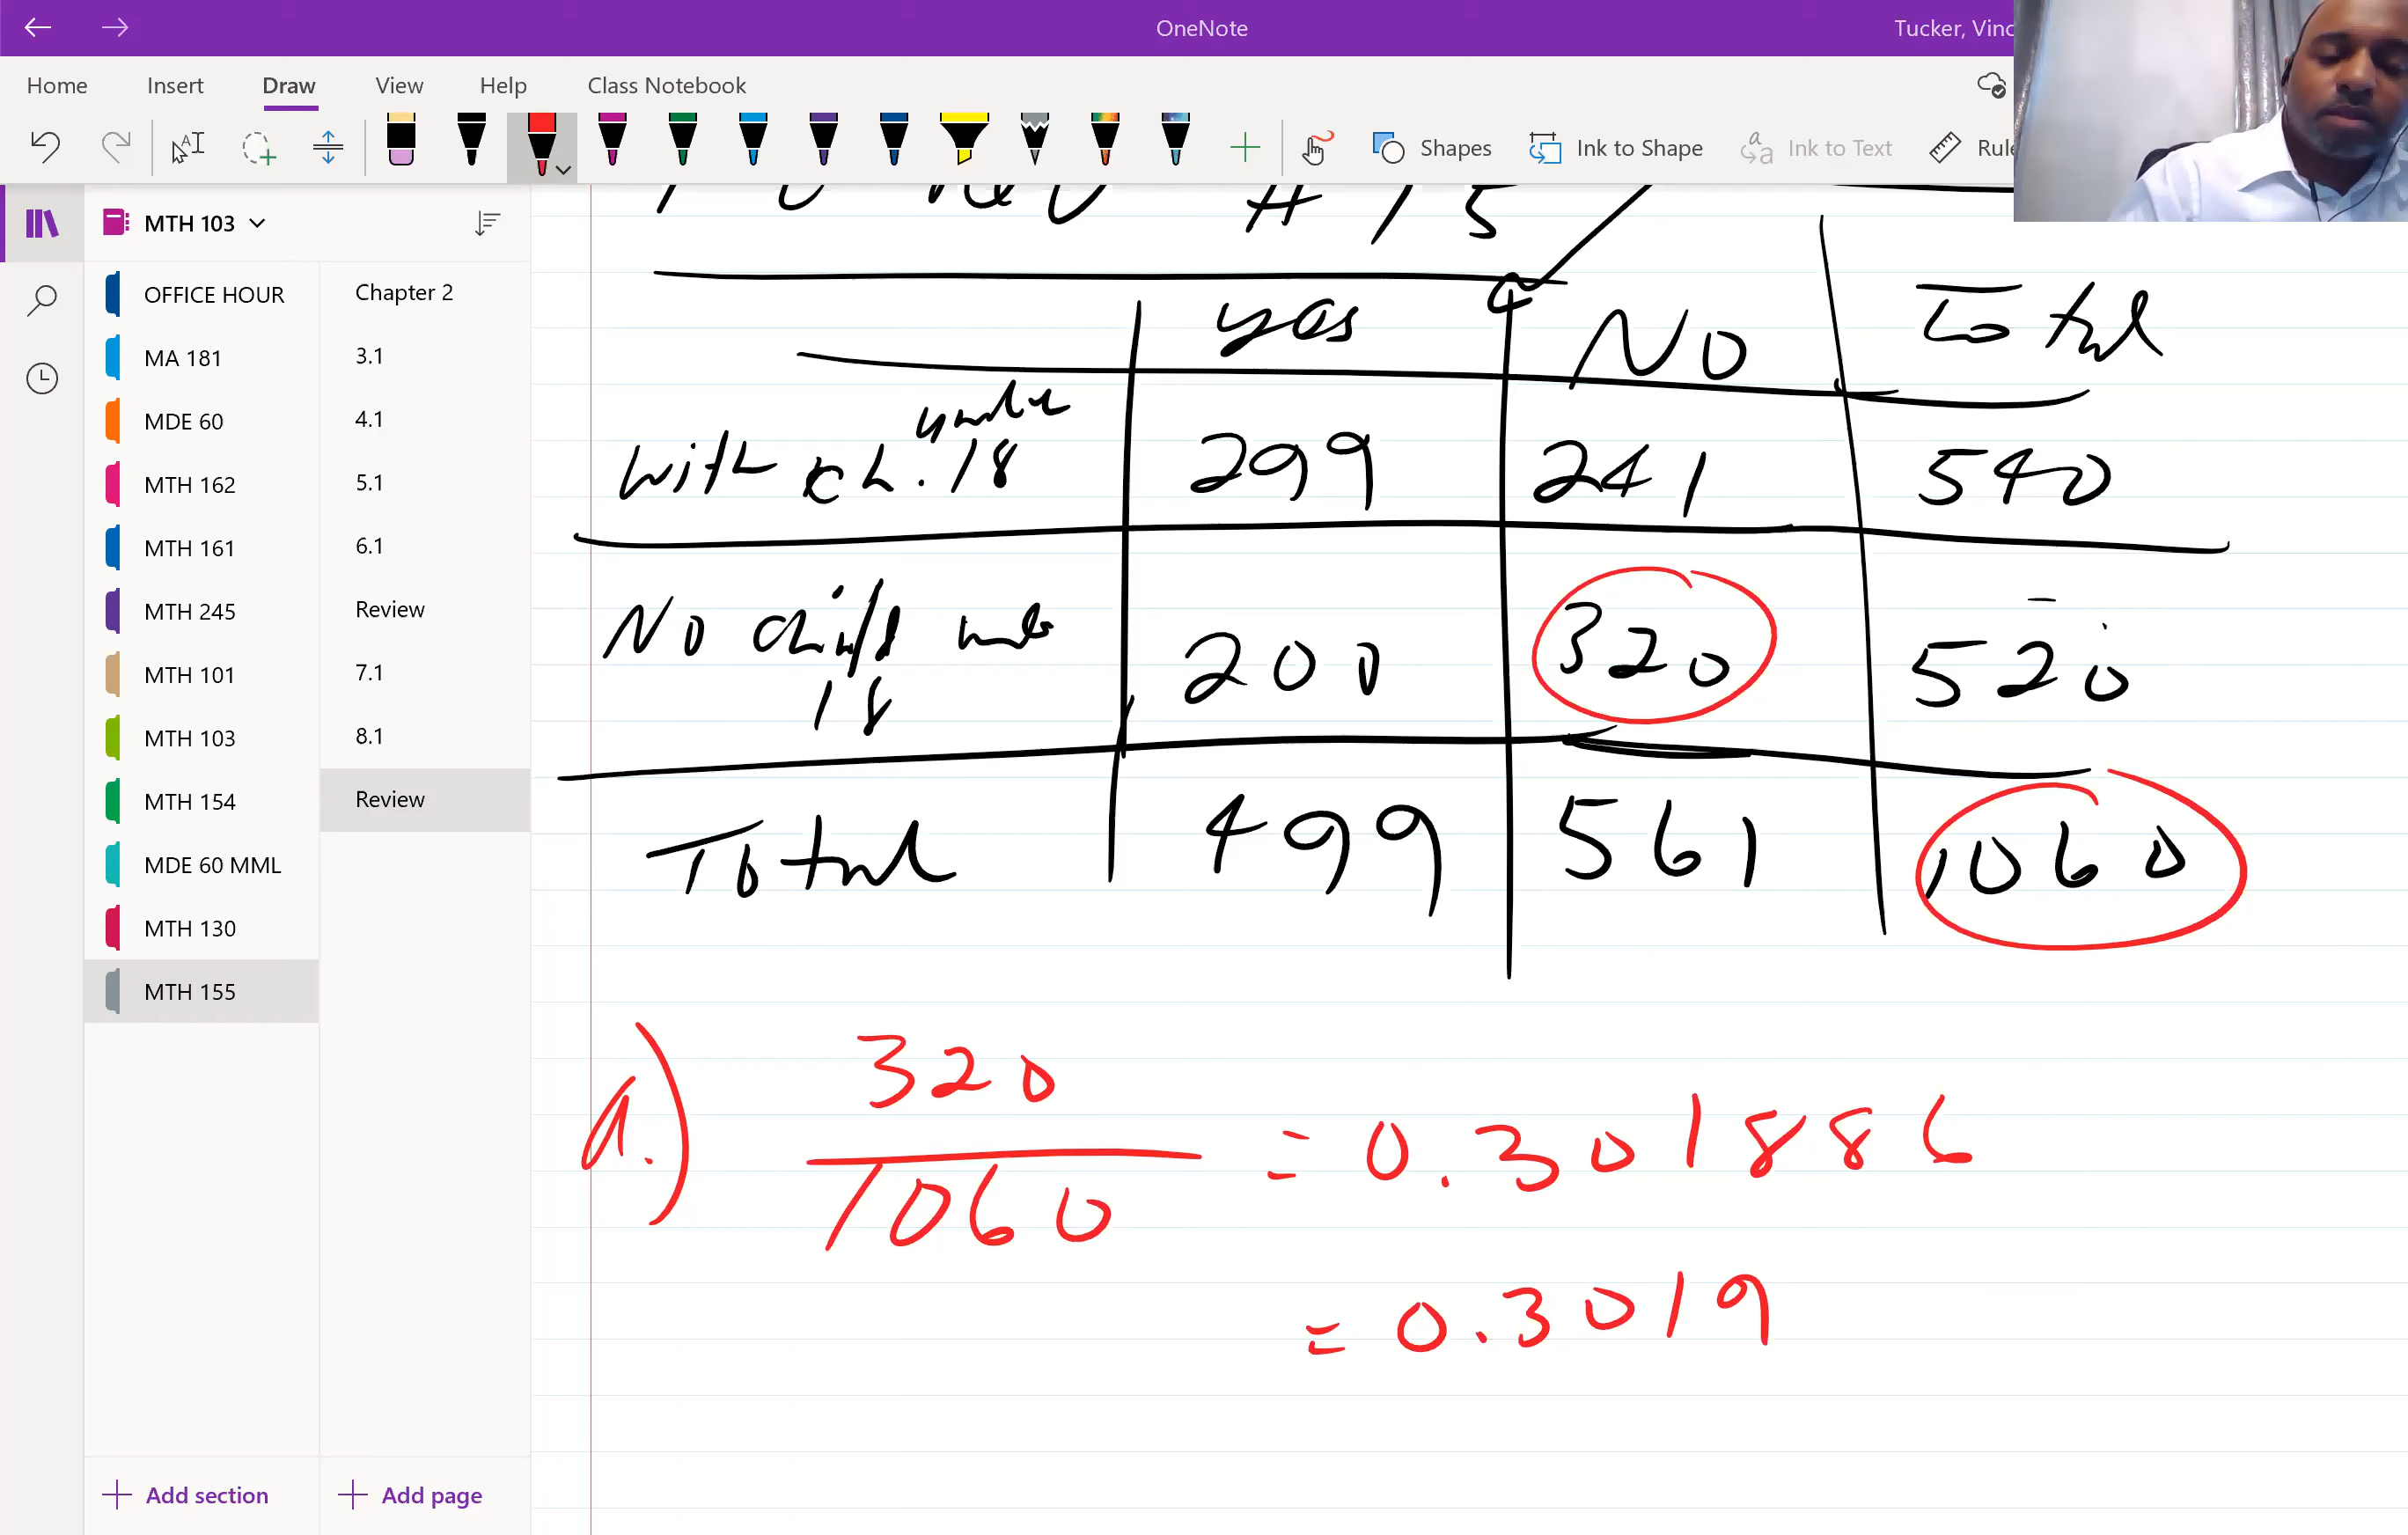 OneNote
Tucker, Vinc
Home Insert Draw View Help Class Notebook
Shapes Ink to Shape Ink to Text Rule
MTH 103
OFFICE HOUR
MA 181
MDE 60
MTH 162
MTH 161
MTH 245
MTH 101
MTH 103
MTH 154
MDE 60 MML
MTH 130
MTH 155
Add section
Chapter 2
3.1
4.1
5.1
6.1
Review
7.1
8.1
Review
Add page
# 15
yes No Total
under
with ch. 18 299 241 540
No child
18 200 320 520
Total 499 561 1060
a.) 320
1060
= 0.301886
= 0.3019